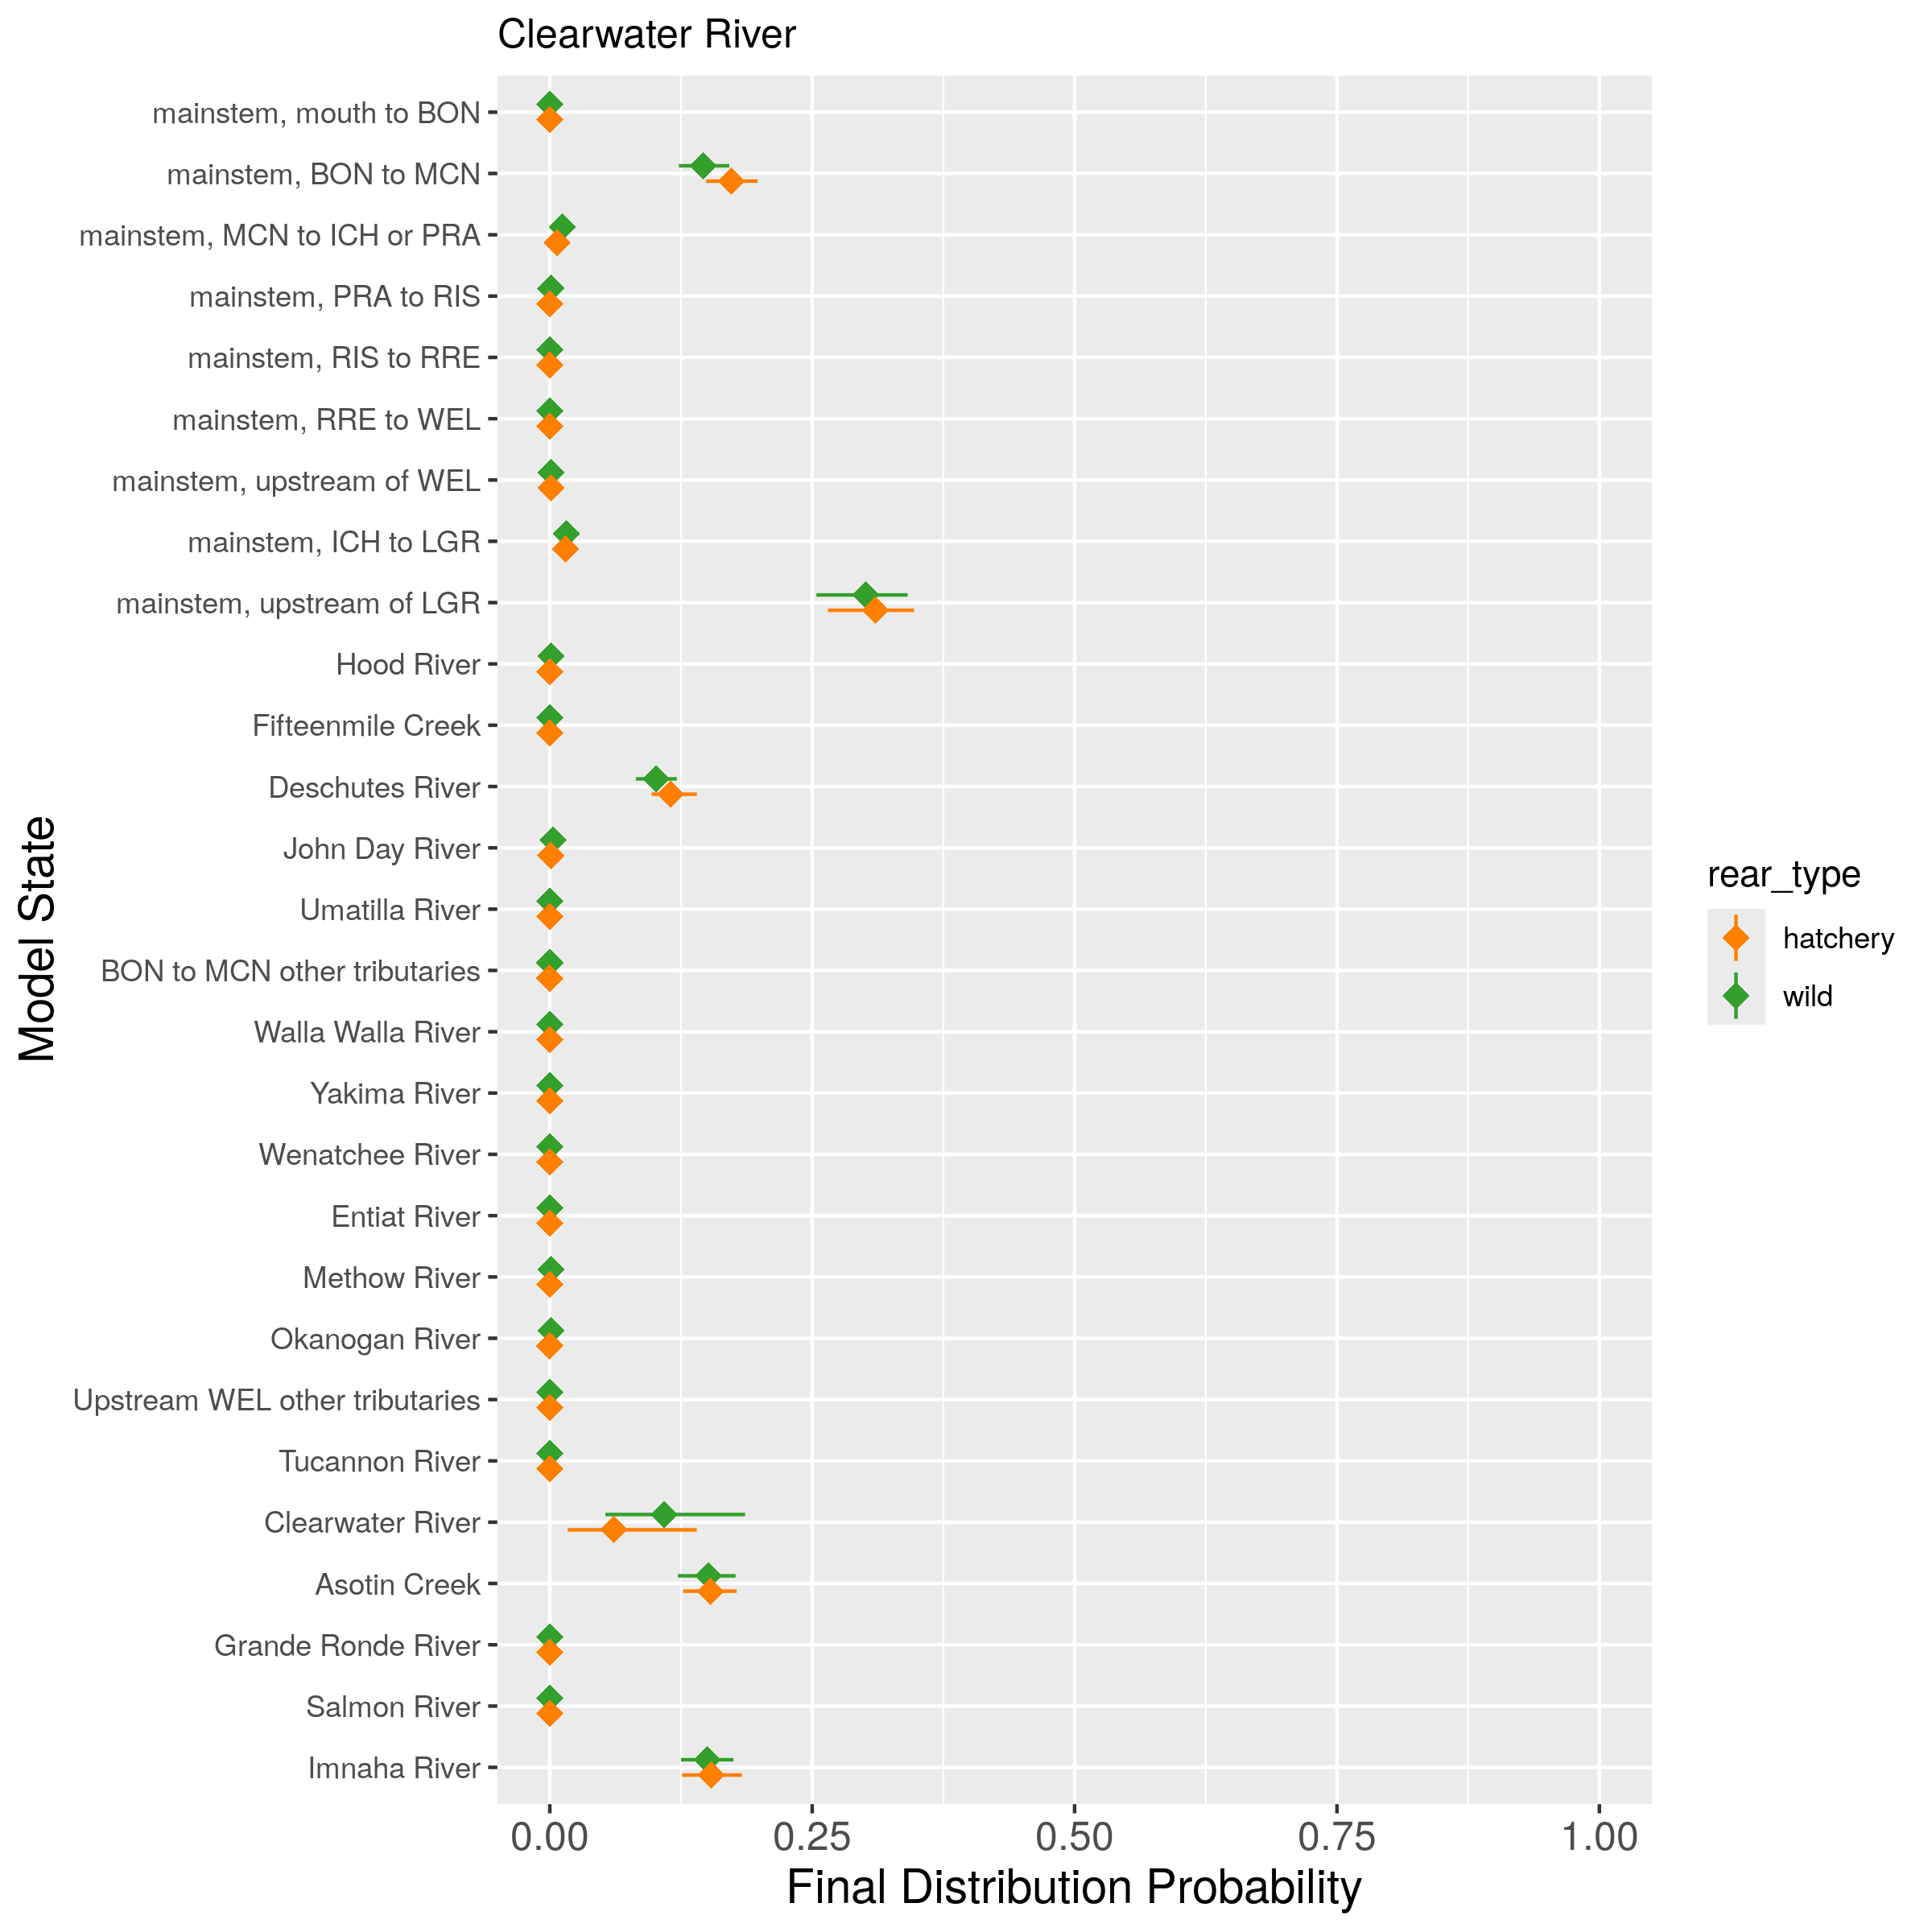 Clearwater River
mainstem, mouth to BON
mainstem, BON to MCN
mainstem, MCN to ICH or PRA
mainstem, PRA to RIS
mainstem, RIS to RRE
mainstem, RRE to WEL
mainstem, upstream of WEL
mainstem, ICH to LGR
mainstem, upstream of LGR
Hood River
Fifteenmile Creek
Deschutes River
John Day River
Umatilla River
BON to MCN other tributaries
Walla Walla River
Yakima River
Wenatchee River
Entiat River
Methow River
Okanogan River
Upstream WEL other tributaries
Tucannon River
Clearwater River
Asotin Creek
Grande Ronde River
Salmon River
Imnaha River
Model State
0.00 0.25 0.50 0.75 1.00
Final Distribution Probability
rear_type
hatchery
wild